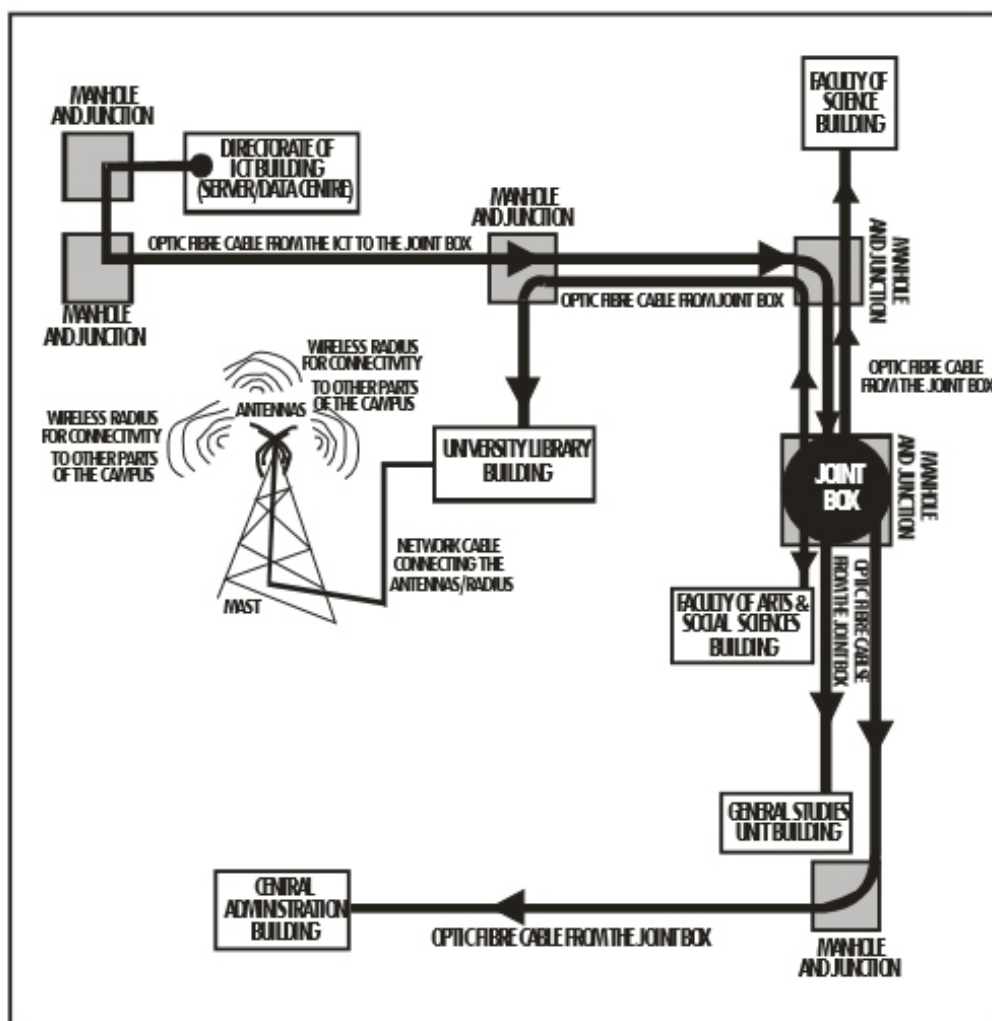 MANHOLE
AND JUNCTION
DIRECTORATE OF
ICT BUILDING
(SERVER/DATA CENTRE)
FACULTY OF
SCIENCE
BUILDING
MANHOLE
AND JUNCTION
OPTIC FIBRE CABLE FROM THE ICT TO THE JOINT BOX
MANHOLE
AND JUNCTION
OPTIC FIBRE CABLE FROM JOINT BOX
MANHOLE
AND JUNCTION
WIRELESS RADIUS
FOR CONNECTIVITY
TO OTHER PARTS
OF THE CAMPUS
OPTIC FIBRE CABLE
FROM THE JOINT BOX
ANTENNAS
WIRELESS RADIUS
FOR CONNECTIVITY
TO OTHER PARTS
OF THE CAMPUS
UNIVERSITY LIBRARY
BUILDING
JOINT
BOX
MANHOLE
AND JUNCTION
NETWORK CABLE
CONNECTING THE
ANTENNAS/RADIUS
MAST
FACULTY OF ARTS &
SOCIAL SCIENCES
BUILDING
OPTIC FIBRE CABLSE
FROM THE JOINT BOX
GENERAL STUDIES
UNIT BUILDING
CENTRAL
ADMINISTRATION
BUILDING
OPTIC FIBRE CABLE FROM THE JOINT BOX
MANHOLE
AND JUNCTION